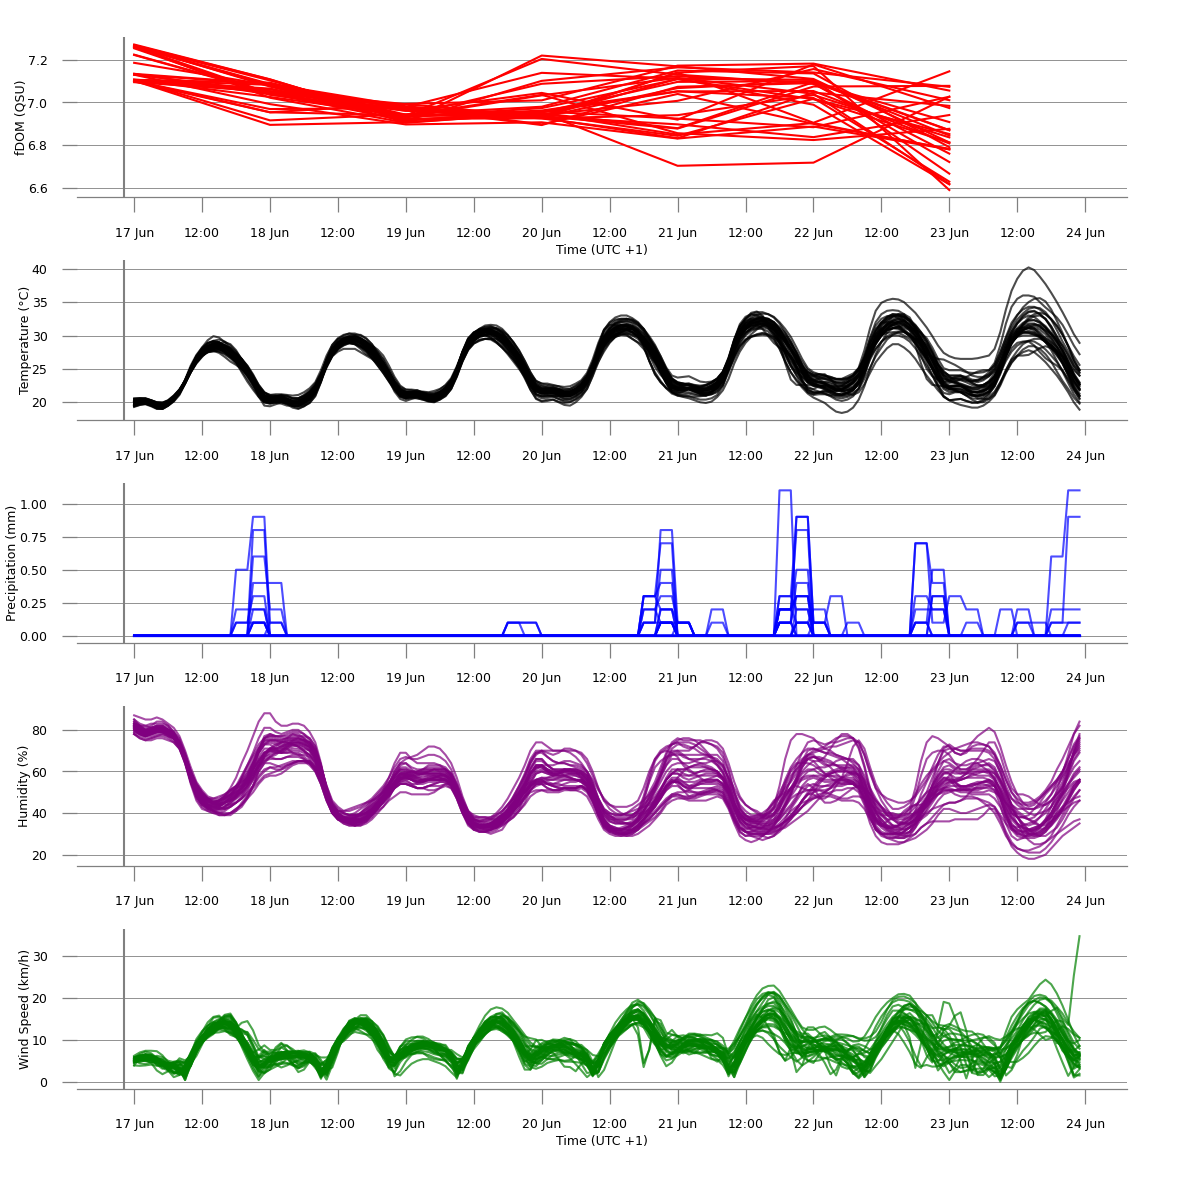 fDOM (QSU)
7.2
7.0
6.8
6.6
17 Jun 12:00 18 Jun 12:00 19 Jun 12:00 20 Jun 12:00 21 Jun 12:00 22 Jun 12:00 23 Jun 12:00 24 Jun
Time (UTC +1)
Temperature (°C)
40
35
30
25
20
17 Jun 12:00 18 Jun 12:00 19 Jun 12:00 20 Jun 12:00 21 Jun 12:00 22 Jun 12:00 23 Jun 12:00 24 Jun
Precipitation (mm)
1.00
0.75
0.50
0.25
0.00
17 Jun 12:00 18 Jun 12:00 19 Jun 12:00 20 Jun 12:00 21 Jun 12:00 22 Jun 12:00 23 Jun 12:00 24 Jun
Humidity (%)
80
60
40
20
17 Jun 12:00 18 Jun 12:00 19 Jun 12:00 20 Jun 12:00 21 Jun 12:00 22 Jun 12:00 23 Jun 12:00 24 Jun
Wind Speed (km/h)
30
20
10
0
17 Jun 12:00 18 Jun 12:00 19 Jun 12:00 20 Jun 12:00 21 Jun 12:00 22 Jun 12:00 23 Jun 12:00 24 Jun
Time (UTC +1)